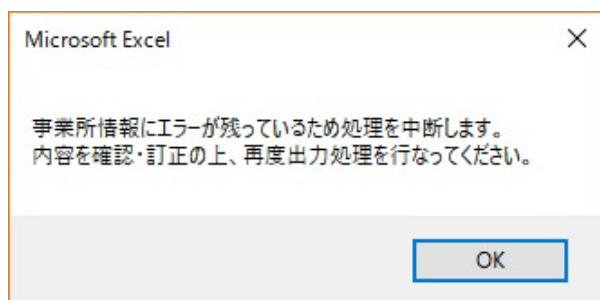 Microsoft Excel
事業所情報にエラーが残っているため処理を中断します。
内容を確認・訂正の上、再度出力処理を行なってください。
OK